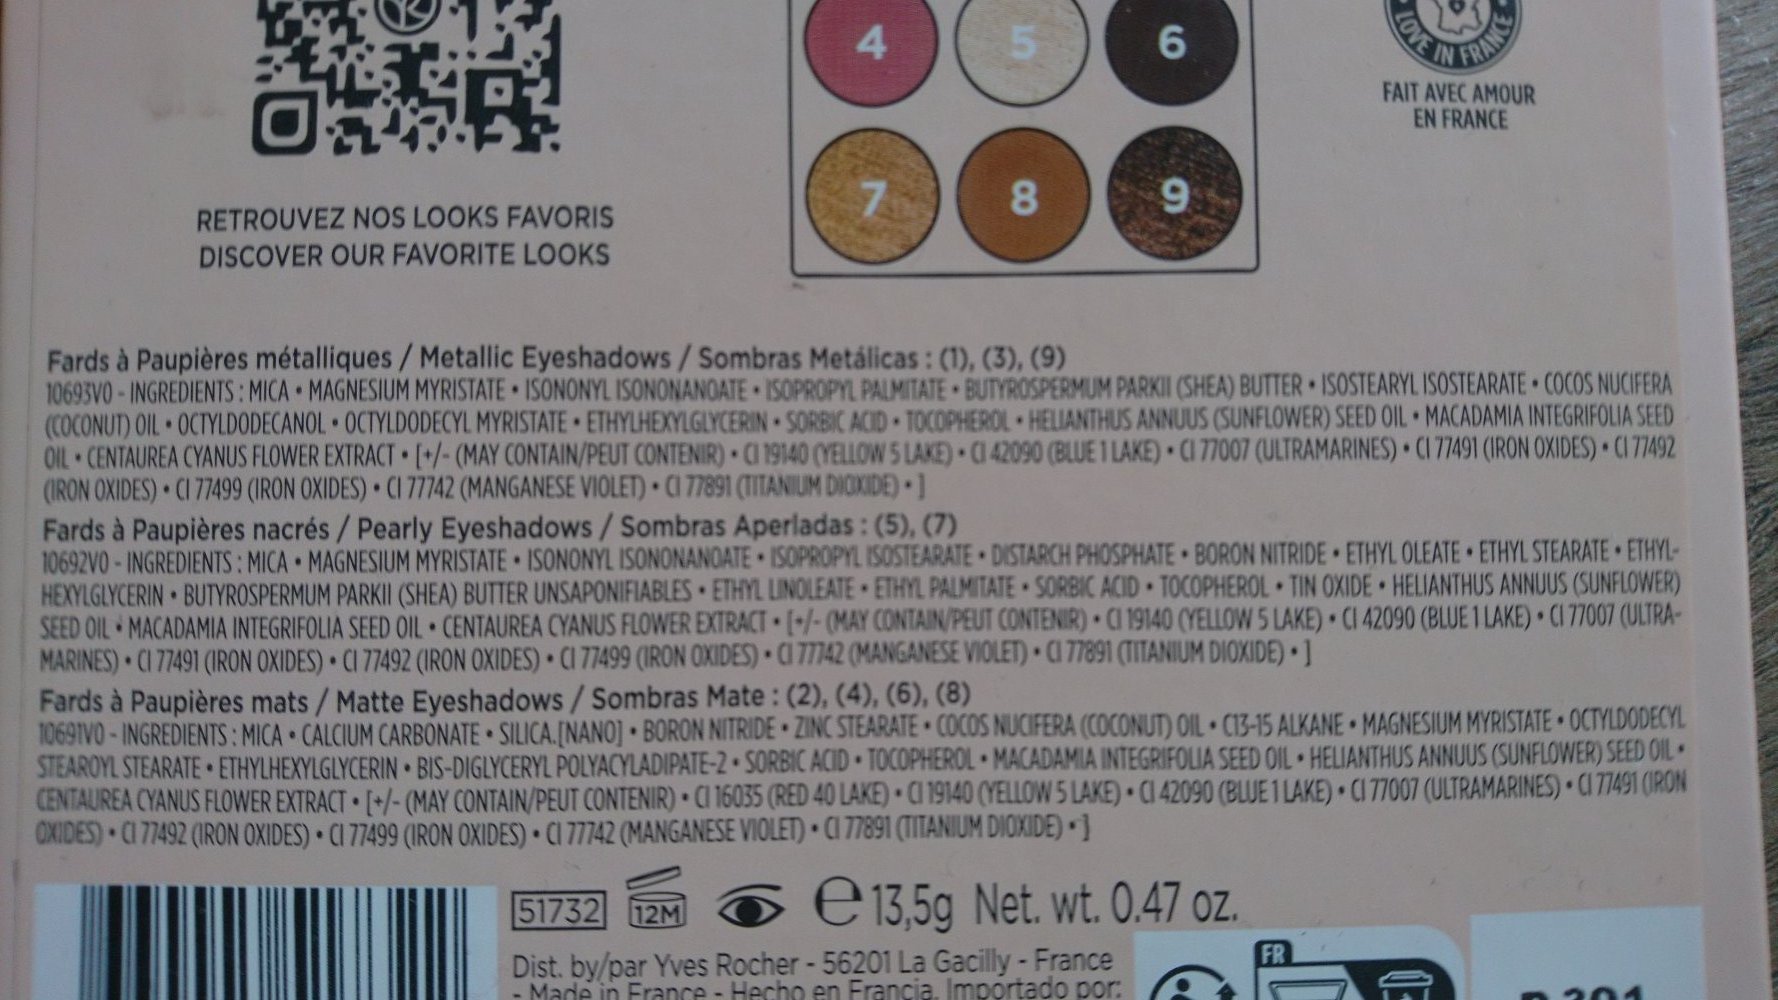 4 5 6
LOVE IN FRANCE
FAIT AVEC AMOUR
EN FRANCE
7 8 9
RETROUVEZ NOS LOOKS FAVORIS
DISCOVER OUR FAVORITE LOOKS
Fards à Paupières métalliques / Metallic Eyeshadows / Sombras Metálicas : (1), (3), (9)
10693V0 - INGREDIENTS : MICA • MAGNESIUM MYRISTATE • ISONONYL ISONONANOATE • ISOPROPYL PALMITATE • BUTYROSPERMUM PARKII (SHEA) BUTTER • ISOSTEARYL ISOSTEARATE • COCOS NUCIFERA
(COCONUT) OIL • OCTYLDODECANOL • OCTYLDODECYL MYRISTATE • ETHYLHEXYLGLYCERIN • SORBIC ACID • TOCOPHEROL • HELIANTHUS ANNUUS (SUNFLOWER) SEED OIL • MACADAMIA INTEGRIFOLIA SEED
OIL • CENTAUREA CYANUS FLOWER EXTRACT • [+/- (MAY CONTAIN/PEUT CONTENIR) • CI 19140 (YELLOW 5 LAKE) • CI 42090 (BLUE 1 LAKE) • CI 77007 (ULTRAMARINES) • CI 77491 (IRON OXIDES) • CI 77492
(IRON OXIDES) • CI 77499 (IRON OXIDES) • CI 77742 (MANGANESE VIOLET) • CI 77891 (TITANIUM DIOXIDE) • ]
Fards à Paupières nacrés / Pearly Eyeshadows / Sombras Aperladas : (5), (7)
10692V0 - INGREDIENTS : MICA • MAGNESIUM MYRISTATE • ISONONYL ISONONANOATE • ISOPROPYL ISOSTEARATE • DISTARCH PHOSPHATE • BORON NITRIDE • ETHYL OLEATE • ETHYL STEARATE • ETHYL-
HEXYLGLYCERIN • BUTYROSPERMUM PARKII (SHEA) BUTTER UNSAPONIFIABLES • ETHYL LINOLEATE • ETHYL PALMITATE • SORBIC ACID • TOCOPHEROL • TIN OXIDE • HELIANTHUS ANNUUS (SUNFLOWER)
SEED OIL • MACADAMIA INTEGRIFOLIA SEED OIL • CENTAUREA CYANUS FLOWER EXTRACT • [+/- (MAY CONTAIN/PEUT CONTENIR) • CI 19140 (YELLOW 5 LAKE) • CI 42090 (BLUE 1 LAKE) • CI 77007 (ULTRA-
MARINES) • CI 77491 (IRON OXIDES) • CI 77492 (IRON OXIDES) • CI 77499 (IRON OXIDES) • CI 77742 (MANGANESE VIOLET) • CI 77891 (TITANIUM DIOXIDE) • ]
Fards à Paupières mats / Matte Eyeshadows / Sombras Mate : (2), (4), (6), (8)
10691V0 - INGREDIENTS : MICA • CALCIUM CARBONATE • SILICA [NANO] • BORON NITRIDE • ZINC STEARATE • COCOS NUCIFERA (COCONUT) OIL • C13-15 ALKANE • MAGNESIUM MYRISTATE • OCTYLDODECYL
STEAROYL STEARATE • ETHYLHEXYLGLYCERIN • BIS-DIGLYCERYL POLYACYLADIPATE-2 • SORBIC ACID • TOCOPHEROL • MACADAMIA INTEGRIFOLIA SEED OIL • HELIANTHUS ANNUUS (SUNFLOWER) SEED OIL •
CENTAUREA CYANUS FLOWER EXTRACT • [+/- (MAY CONTAIN/PEUT CONTENIR) • CI 16035 (RED 40 LAKE) • CI 19140 (YELLOW 5 LAKE) • CI 42090 (BLUE 1 LAKE) • CI 77007 (ULTRAMARINES) • CI 77491 (IRON
OXIDES) • CI 77492 (IRON OXIDES) • CI 77499 (IRON OXIDES) • CI 77742 (MANGANESE VIOLET) • CI 77891 (TITANIUM DIOXIDE) • ]
51732 12M e 13,5g Net. wt. 0.47 oz.
Dist. by/par Yves Rocher - 56201 La Gacilly - France
- Made in France - Hecho en Francia. Importado por:
FR